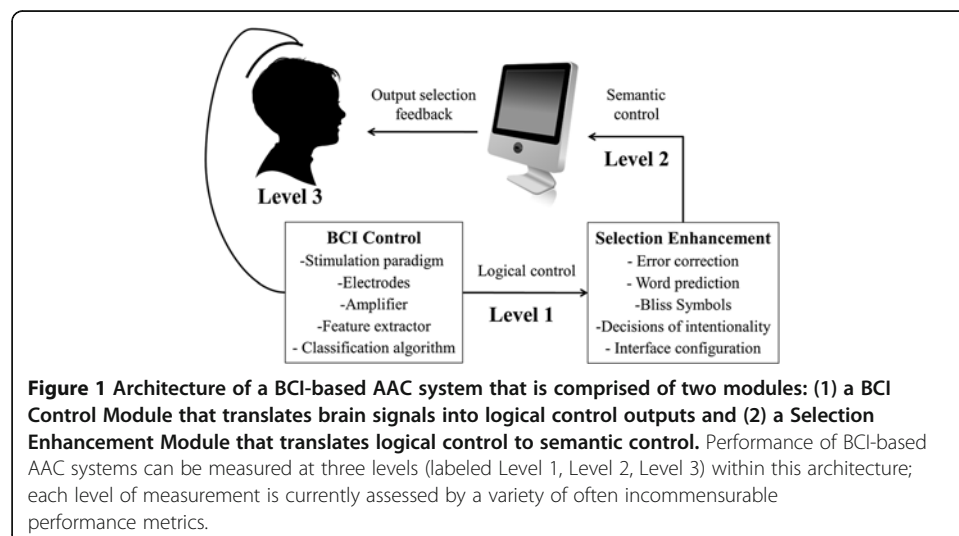 Output selection
feedback
Semantic
control
Level 2
Level 3
BCI Control
-Stimulation paradigm
-Electrodes
-Amplifier
-Feature extractor
- Classification algorithm
Logical control
Level 1
Selection Enhancement
- Error correction
- Word prediction
-Bliss Symbols
-Decisions of intentionality
- Interface configuration
Figure 1 Architecture of a BCI-based AAC system that is comprised of two modules: (1) a BCI
Control Module that translates brain signals into logical control outputs and (2) a Selection
Enhancement Module that translates logical control to semantic control. Performance of BCI-based
AAC systems can be measured at three levels (labeled Level 1, Level 2, Level 3) within this architecture;
each level of measurement is currently assessed by a variety of often incommensurable
performance metrics.